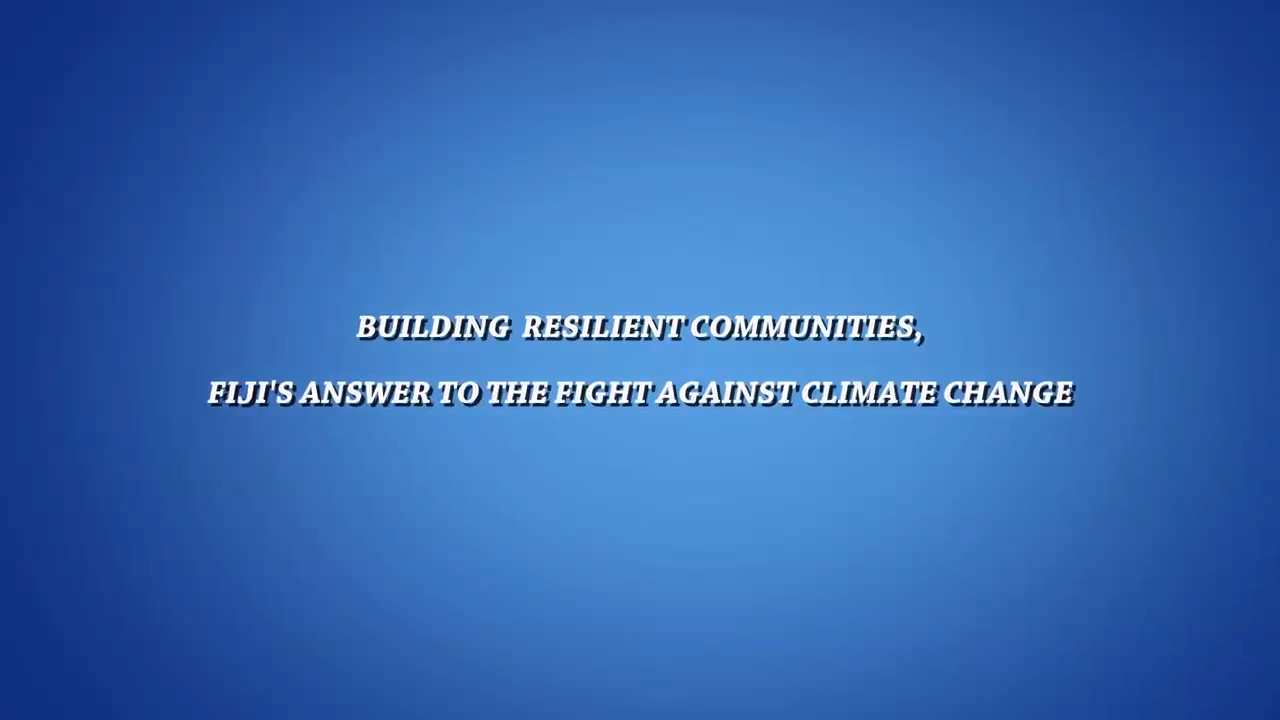 BUILDING RESILIENT COMMUNITIES,
FIJI'S ANSWER TO THE FIGHT AGAINST CLIMATE CHANGE